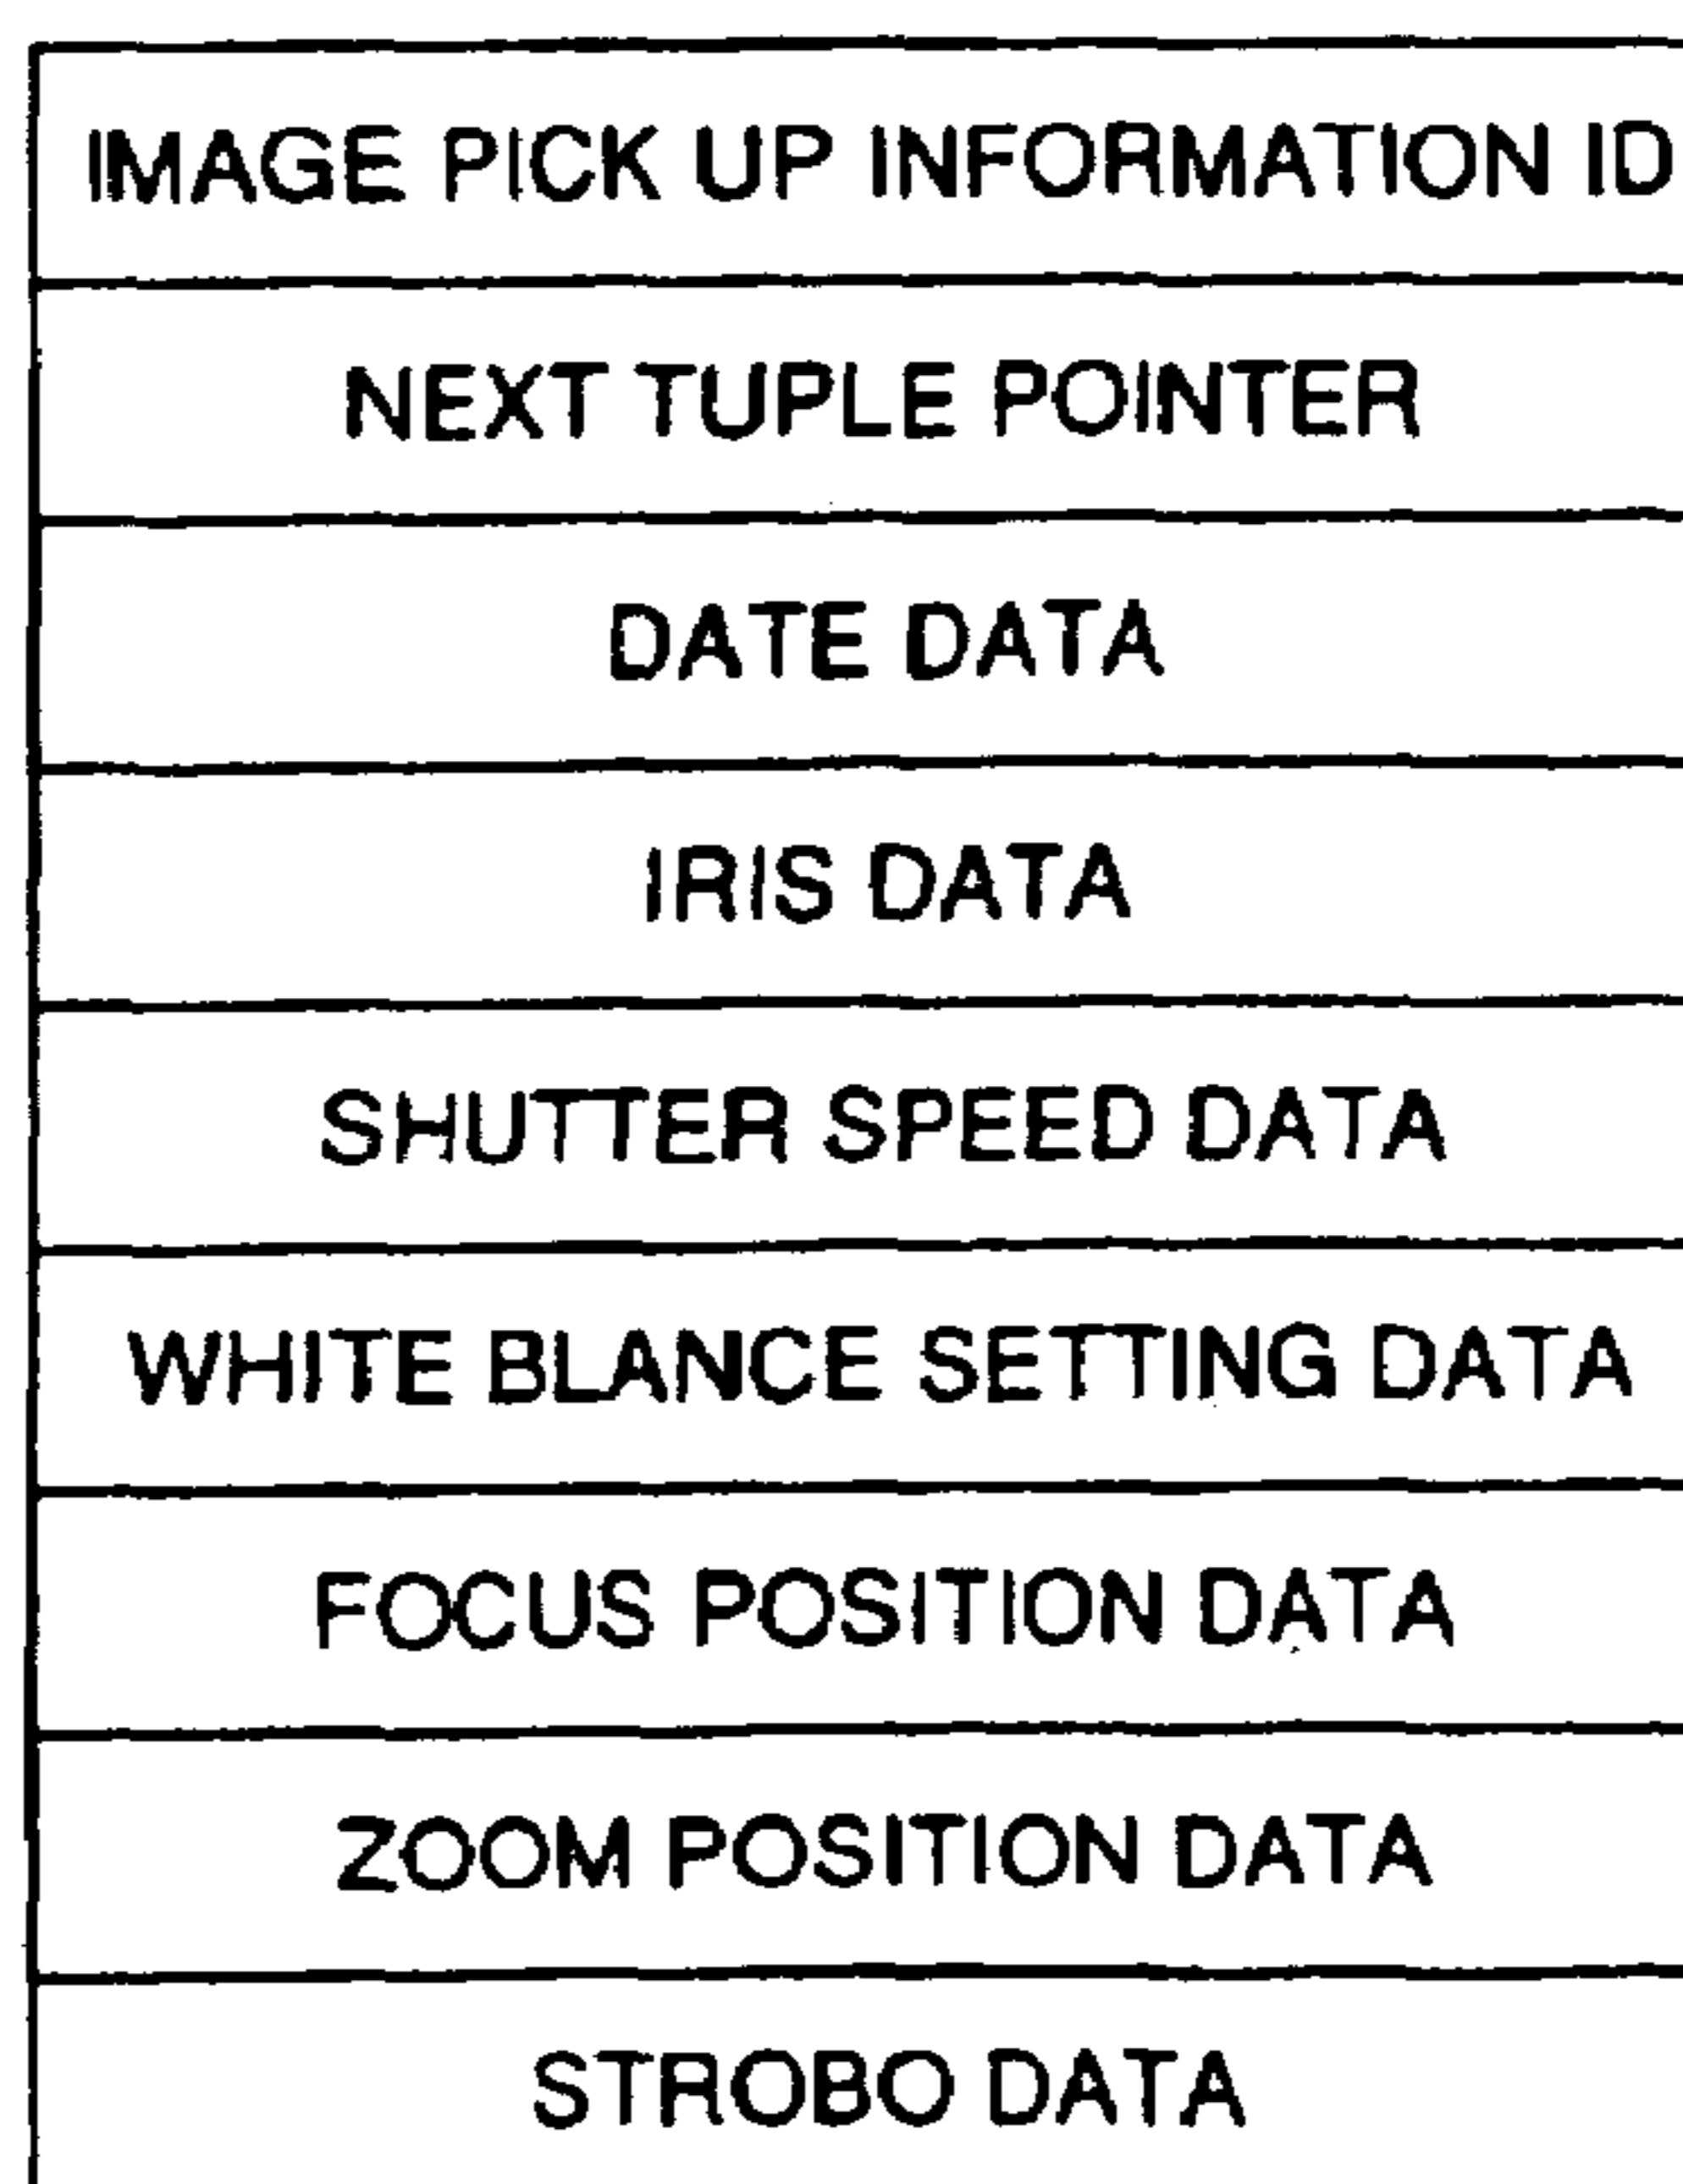 IMAGE PICK UP INFORMATION ID
NEXT TUPLE POINTER
DATE DATA
IRIS DATA
SHUTTER SPEED DATA
WHITE BLANCE SETTING DATA
FOCUS POSITION DATA
ZOOM POSITION DATA
STROBO DATA